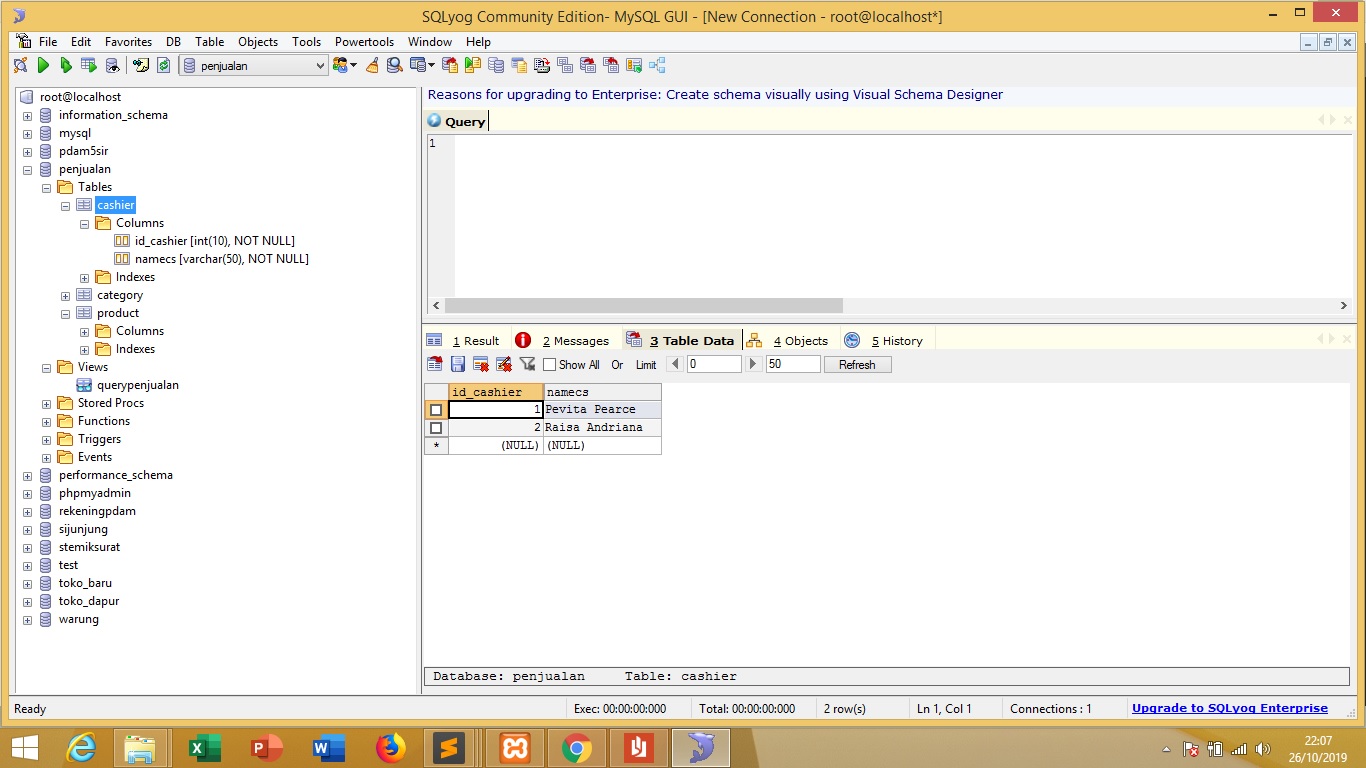 SQLyog Community Edition- MySQL GUI - [New Connection - root@localhost*]
File Edit Favorites DB Table Objects Tools Powertools Window Help
penjualan
root@localhost
information_schema
mysql
pdam5sir
penjualan
Tables
cashier
Columns
id_cashier [int(10), NOT NULL]
namecs [varchar(50), NOT NULL]
Indexes
category
product
Columns
Indexes
Views
querypenjualan
Stored Procs
Functions
Triggers
Events
performance_schema
phpmyadmin
rekeningpdam
sijunjung
stemiksurat
test
toko_baru
toko_dapur
warung
Reasons for upgrading to Enterprise: Create schema visually using Visual Schema Designer
Query
1
1 Result 2 Messages 3 Table Data 4 Objects 5 History
Show All Or Limit 0 50 Refresh
id_cashier namecs
1 Pevita Pearce
2 Raisa Andriana
* (NULL) (NULL)
Database: penjualan Table: cashier
Ready Exec: 00:00:00:000 Total: 00:00:00:000 2 row(s) Ln 1, Col 1 Connections : 1 Upgrade to SQLyog Enterprise
22:07
26/10/2019